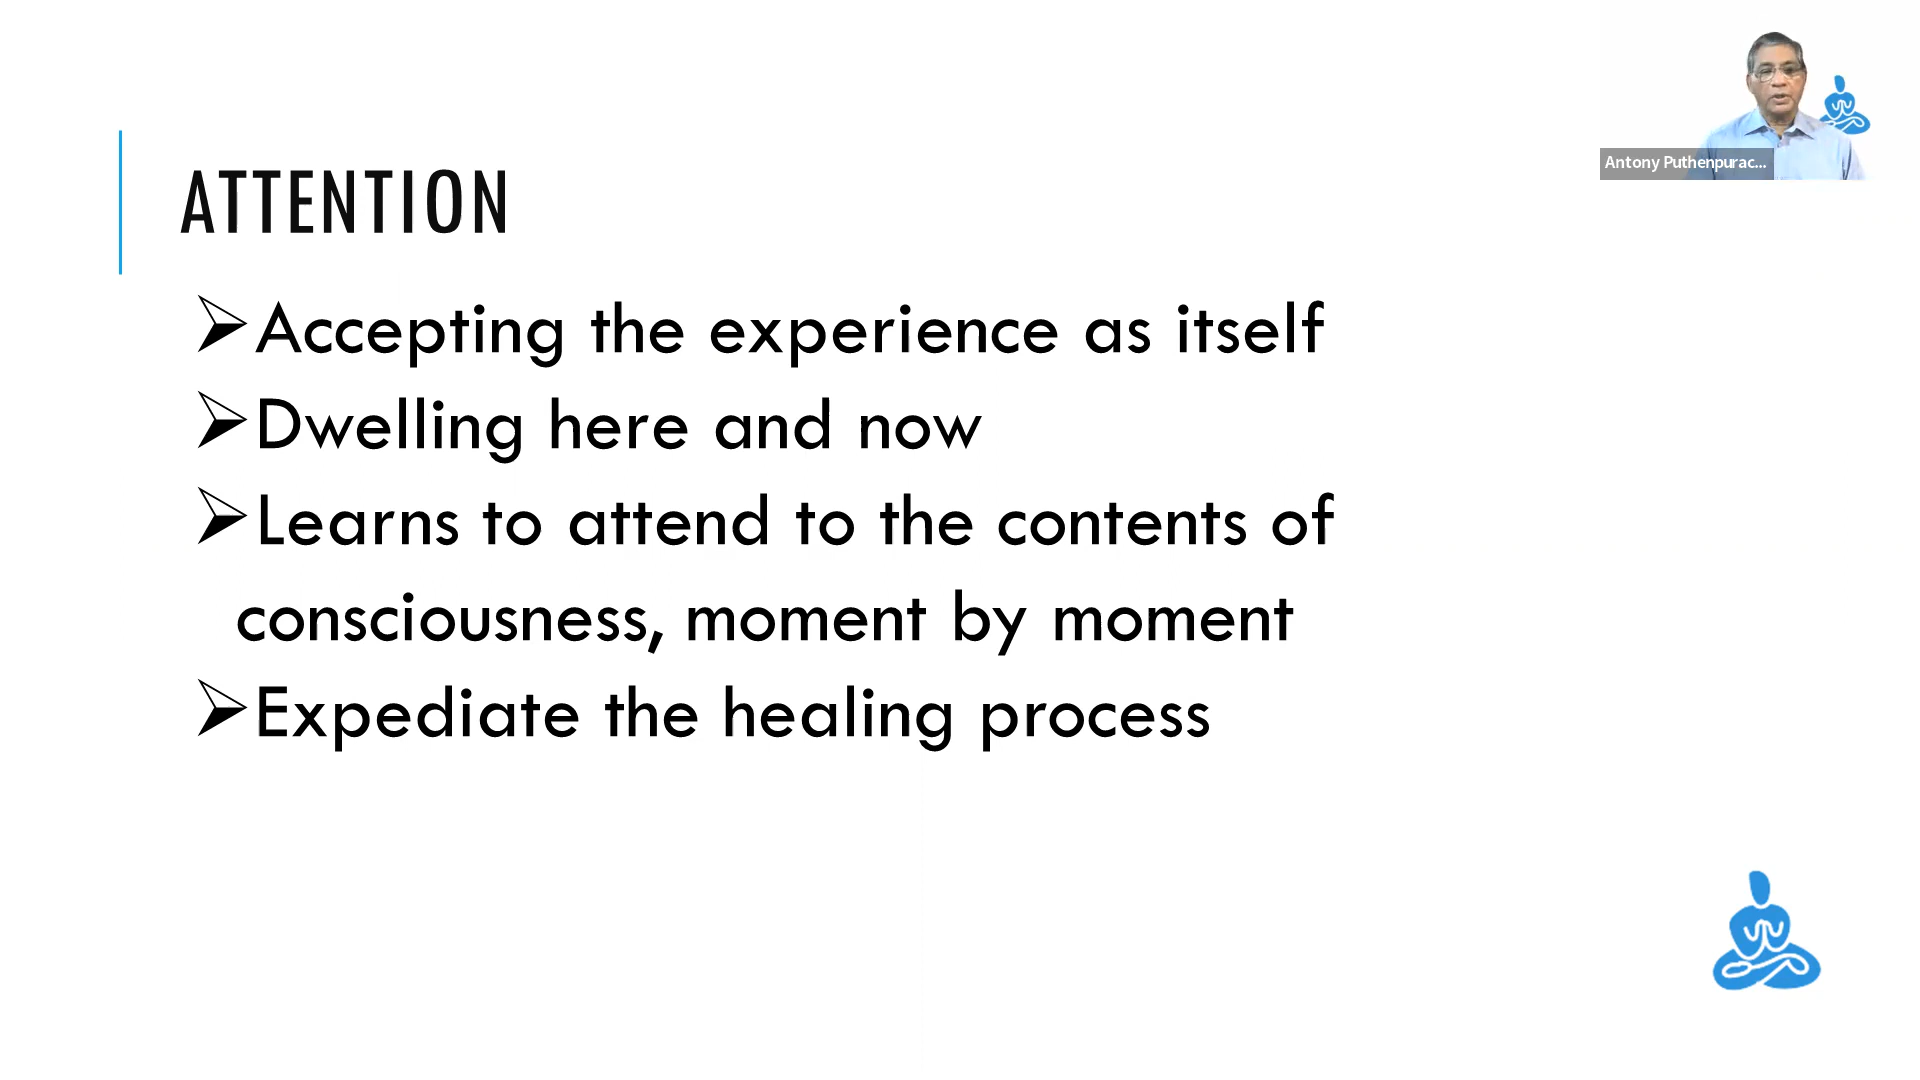 Antony Puthenpurac...
ATTENTION
➢Accepting the experience as itself
➢Dwelling here and now
➢Learns to attend to the contents of
consciousness, moment by moment
➢Expediate the healing process